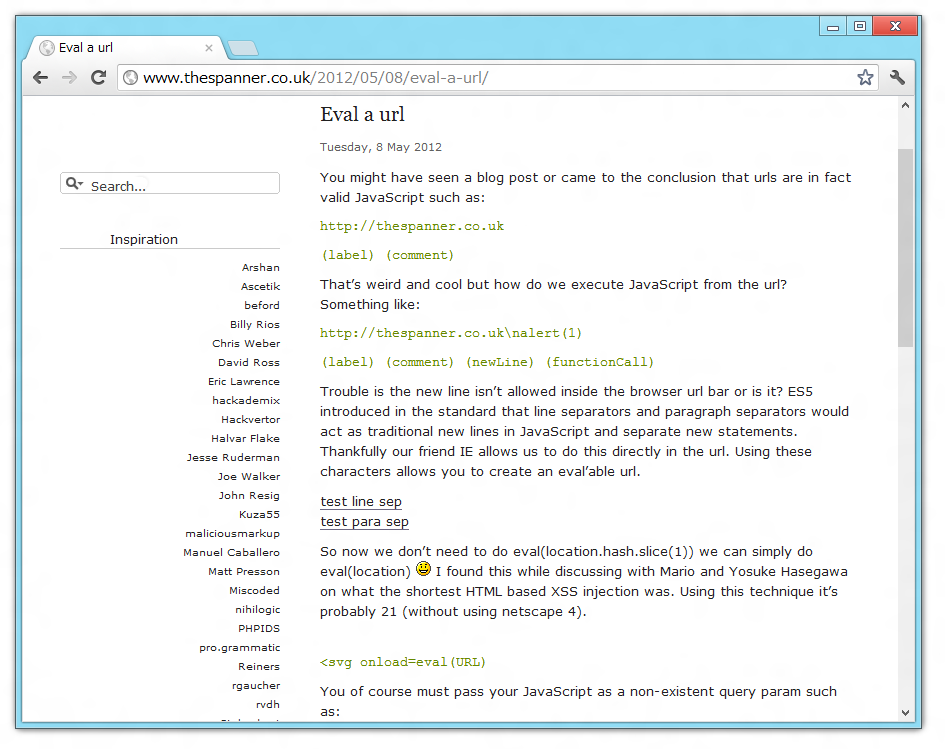 Eval a url
www.thespanner.co.uk/2012/05/08/eval-a-url/
Search...
Inspiration
Arshan
Ascetik
beford
Billy Rios
Chris Weber
David Ross
Eric Lawrence
hackademix
Hackvertor
Halvar Flake
Jesse Ruderman
Joe Walker
John Resig
Kuza55
maliciousmarkup
Manuel Caballero
Matt Presson
Miscoded
nihilogic
PHPIDS
pro.grammatic
Reiners
rgaucher
rvdh
Eval a url
Tuesday, 8 May 2012
You might have seen a blog post or came to the conclusion that urls are in fact
valid JavaScript such as:
http://thespanner.co.uk
(label) (comment)
That’s weird and cool but how do we execute JavaScript from the url?
Something like:
http://thespanner.co.uk\nalert(1)
(label) (comment) (newLine) (functionCall)
Trouble is the new line isn’t allowed inside the browser url bar or is it? ES5
introduced in the standard that line separators and paragraph separators would
act as traditional new lines in JavaScript and separate new statements.
Thankfully our friend IE allows us to do this directly in the url. Using these
characters allows you to create an eval’able url.
test line sep
test para sep
So now we don’t need to do eval(location.hash.slice(1)) we can simply do
eval(location) I found this while discussing with Mario and Yosuke Hasegawa
on what the shortest HTML based XSS injection was. Using this technique it’s
probably 21 (without using netscape 4).
<svg onload=eval(URL)
You of course must pass your JavaScript as a non-existent query param such
as: